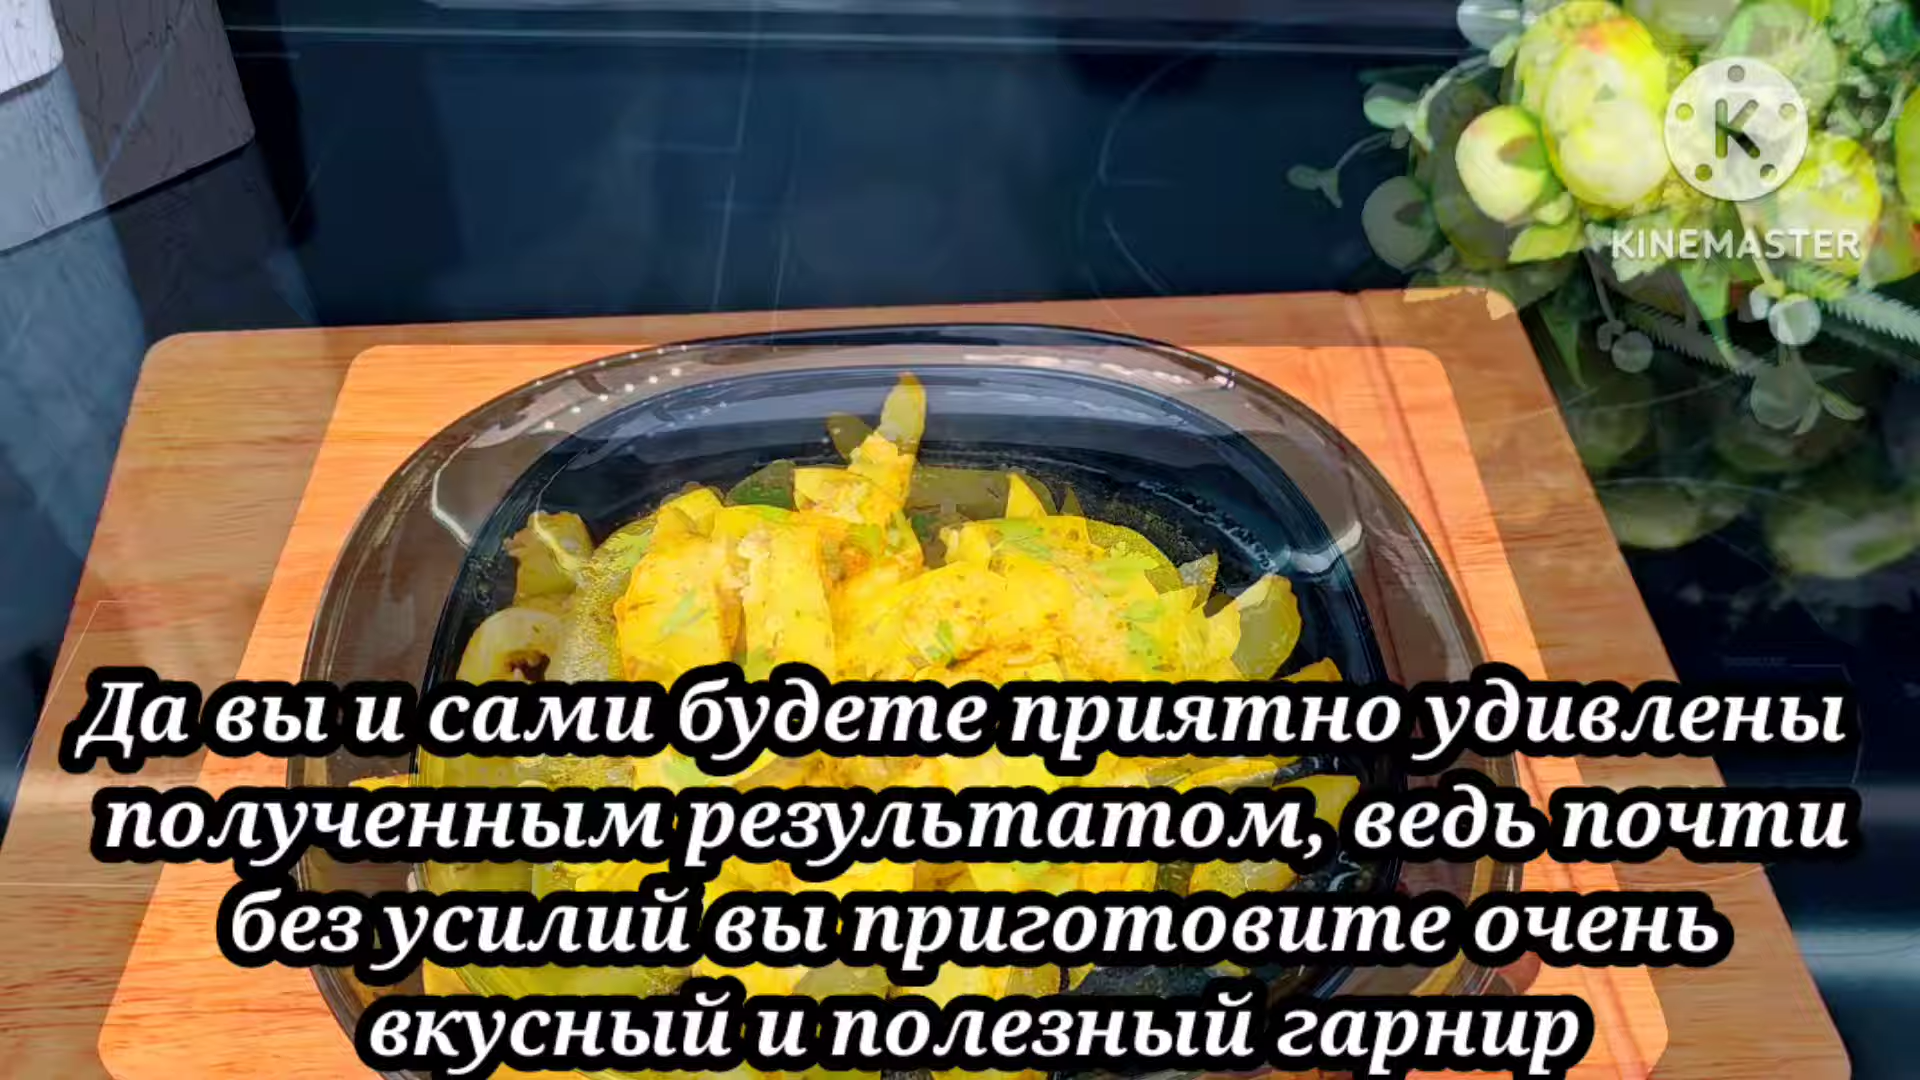 K
KINEMASTER
Да вы и сами будете приятно удивлены
полученным результатом, ведь почти
без усилий вы приготовите очень
вкусный и полезный гарнир